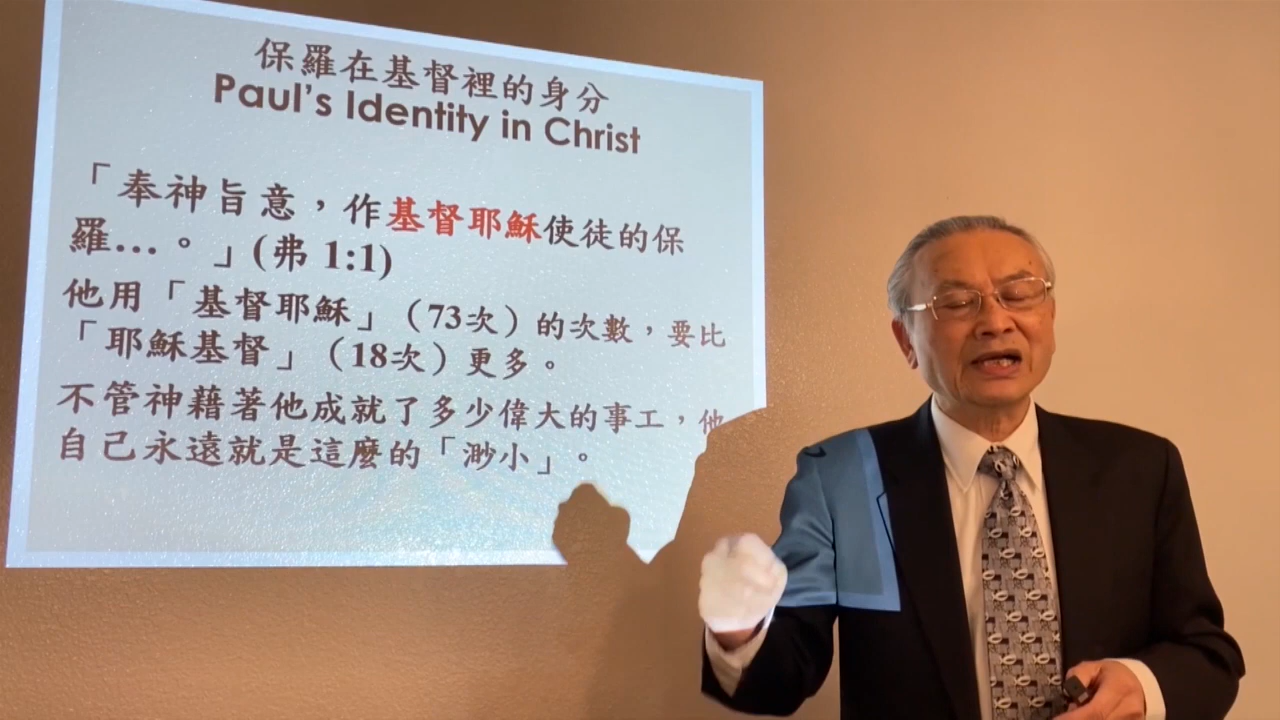 保羅在基督裡的身分
Paul's Identity in Christ
「奉神旨意，作基督耶穌使徒的保
羅…。」(弗 1:1)
他用「基督耶穌」（73次）的次數，要比
「耶穌基督」（18次）更多。
不管神藉著他成就了多少偉大的事工，他
自己永遠就是這麼的「渺小」。